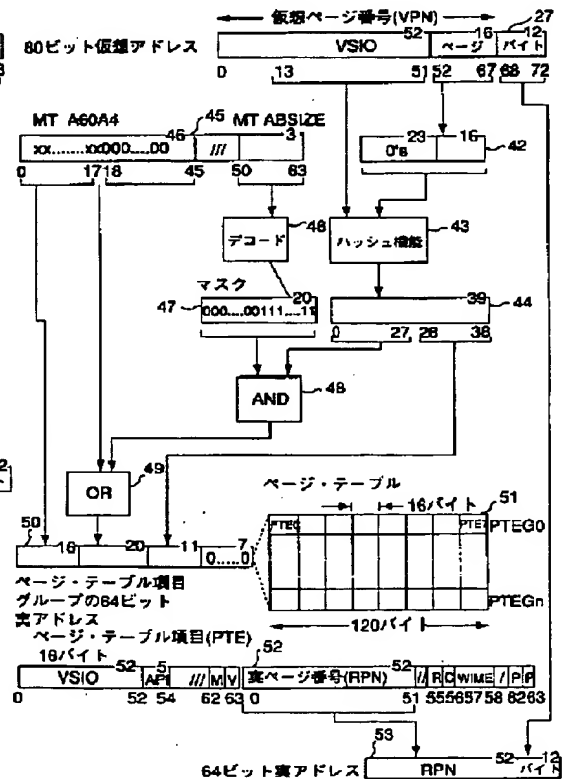 仮想ページ番号(VPN)
27
80ビット仮想アドレス
52 16 12
VSIO ページ バイト
0 13 51 52 67 68 72
MT A60A4
45
MT ABSIZE
46 3
xx.......xx000.....00 ///
0 17 18 45 50 63
23 16
0's
42
デコード
48
ハッシュ機能
43
マスク
20
47
000....00111....11
39
44
0 27 28 38
AND
48
OR
49
ページ・テーブル
16バイト
51
PTE0 PTE7 PTEG0
50
16 20 11 7
0.....0
PTEGn
120バイト
ページ・テーブル項目
グループの64ビット
実アドレス
ページ・テーブル項目(PTE)
16バイト
52 5 52 52
VSIO API /// M V 実ページ番号(RPN) // R C WIME / P P
0 52 54 62 63 0 51 55 56 57 58 62 63
53
52 12
64ビット実アドレス
RPN バイト